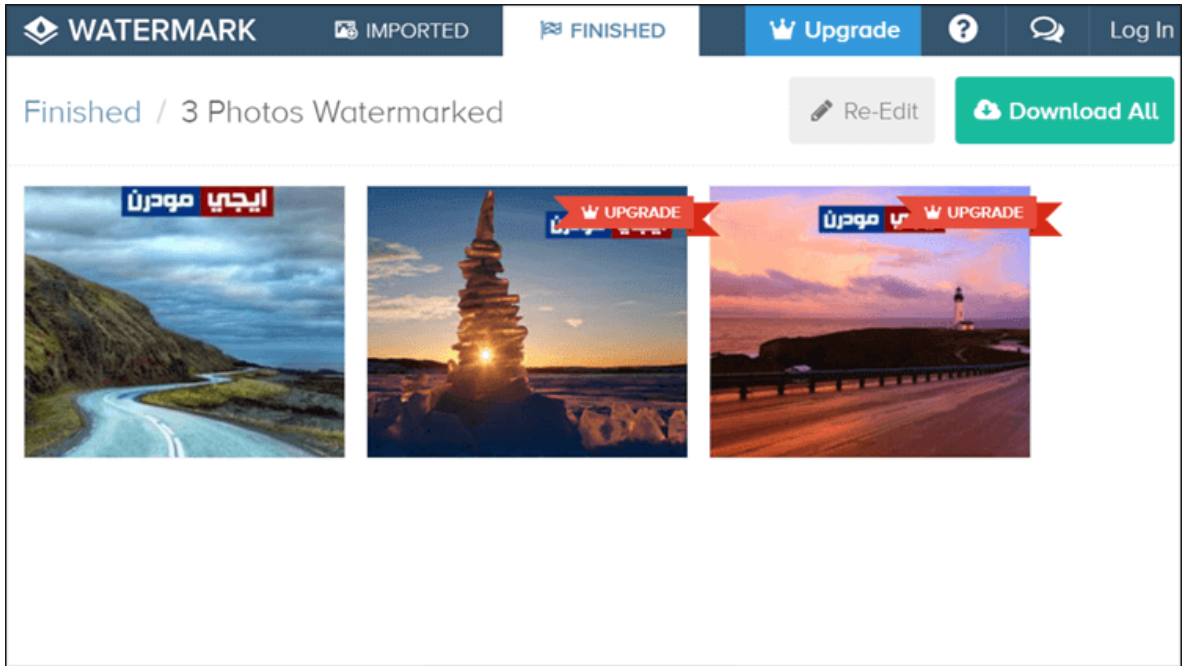 WATERMARK
IMPORTED
FINISHED
Upgrade
?
Log In
Finished / 3 Photos Watermarked
Re-Edit
Download All
ايجي مودرن
UPGRADE
مودرن
UPGRADE